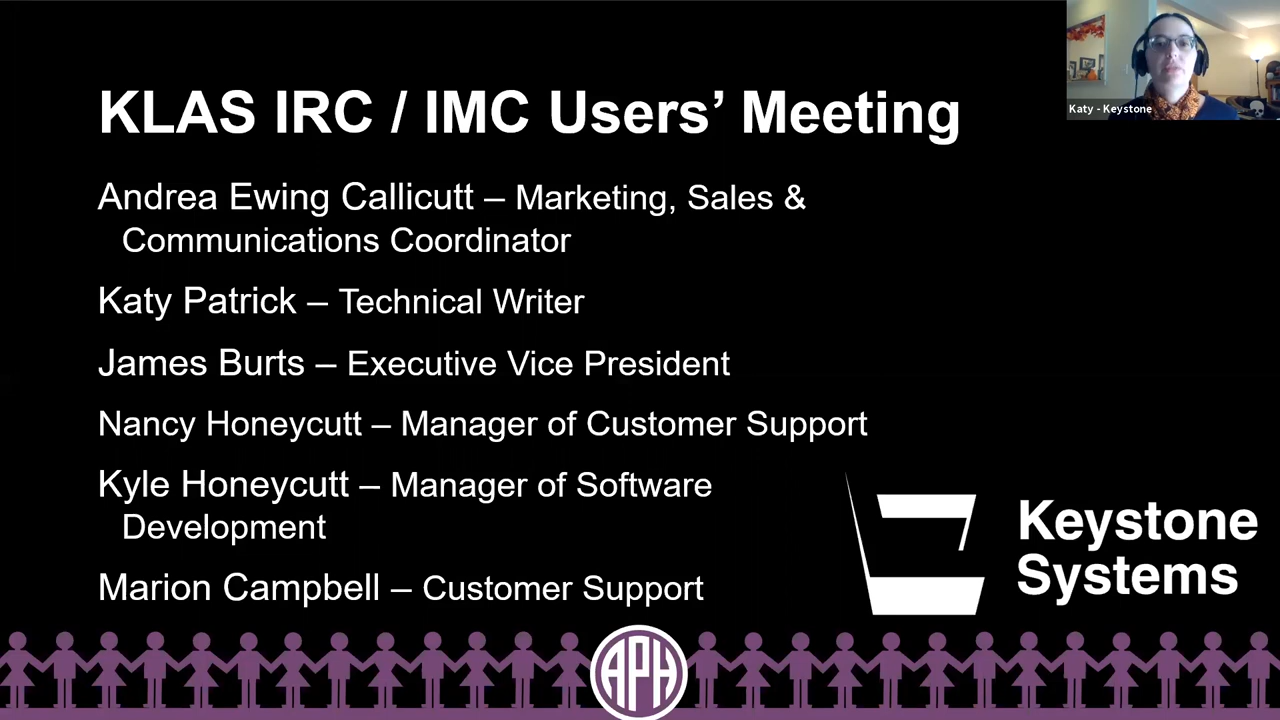 KLAS IRC / IMC Users’ Meeting
Katy - Keystone
Andrea Ewing Callicutt – Marketing, Sales &
Communications Coordinator
Katy Patrick – Technical Writer
James Burts – Executive Vice President
Nancy Honeycutt – Manager of Customer Support
Kyle Honeycutt – Manager of Software
Development
Marion Campbell – Customer Support
Keystone
Systems
APH